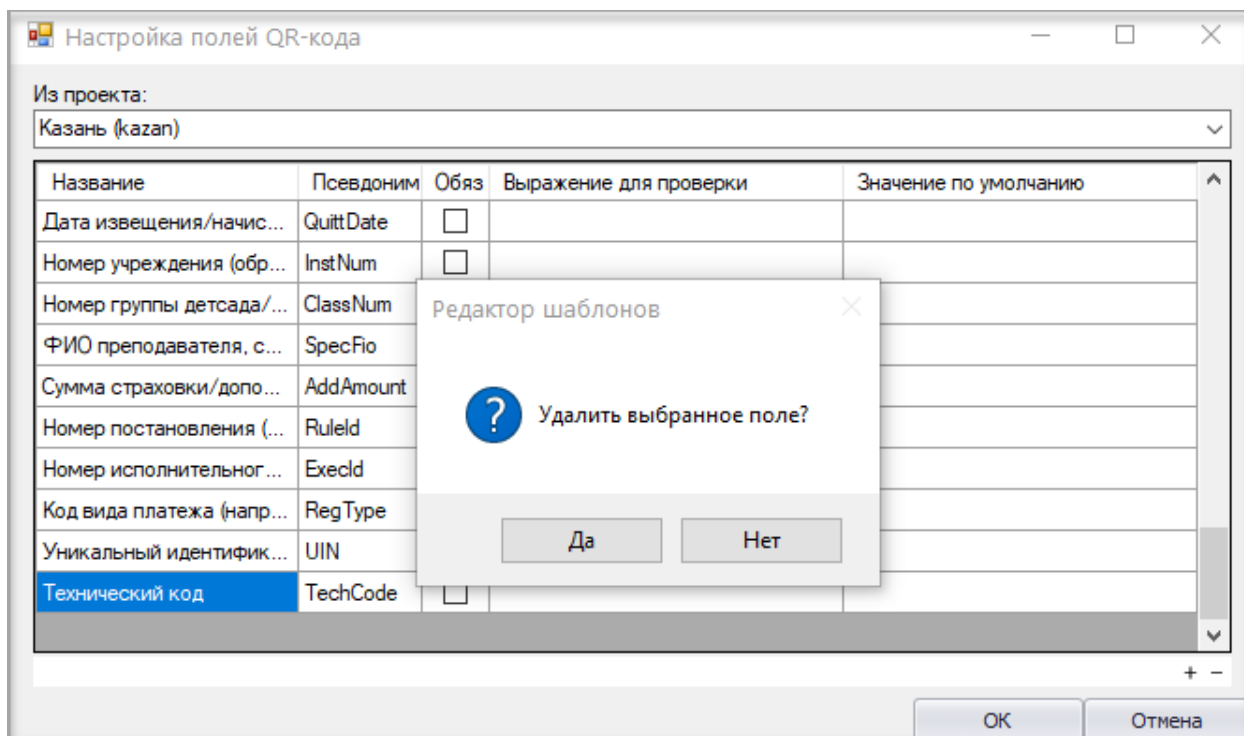 Настройка полей QR-кода
Из проекта:
Казань (kazan)
Название Псевдоним Обяз Выражение для проверки Значение по умолчанию
Дата извещения/начис... QuittDate
Номер учреждения (обр... InstNum
Номер группы детсада/... ClassNum
ФИО преподавателя, с... SpecFio
Сумма страховки/допо... AddAmount
Номер постановления (... RuleId
Номер исполнительног... ExecId
Код вида платежа (напр... RegType
Уникальный идентифик... UIN
Технический код TechCode
Редактор шаблонов
Удалить выбранное поле?
Да Нет
+ −
ОК Отмена